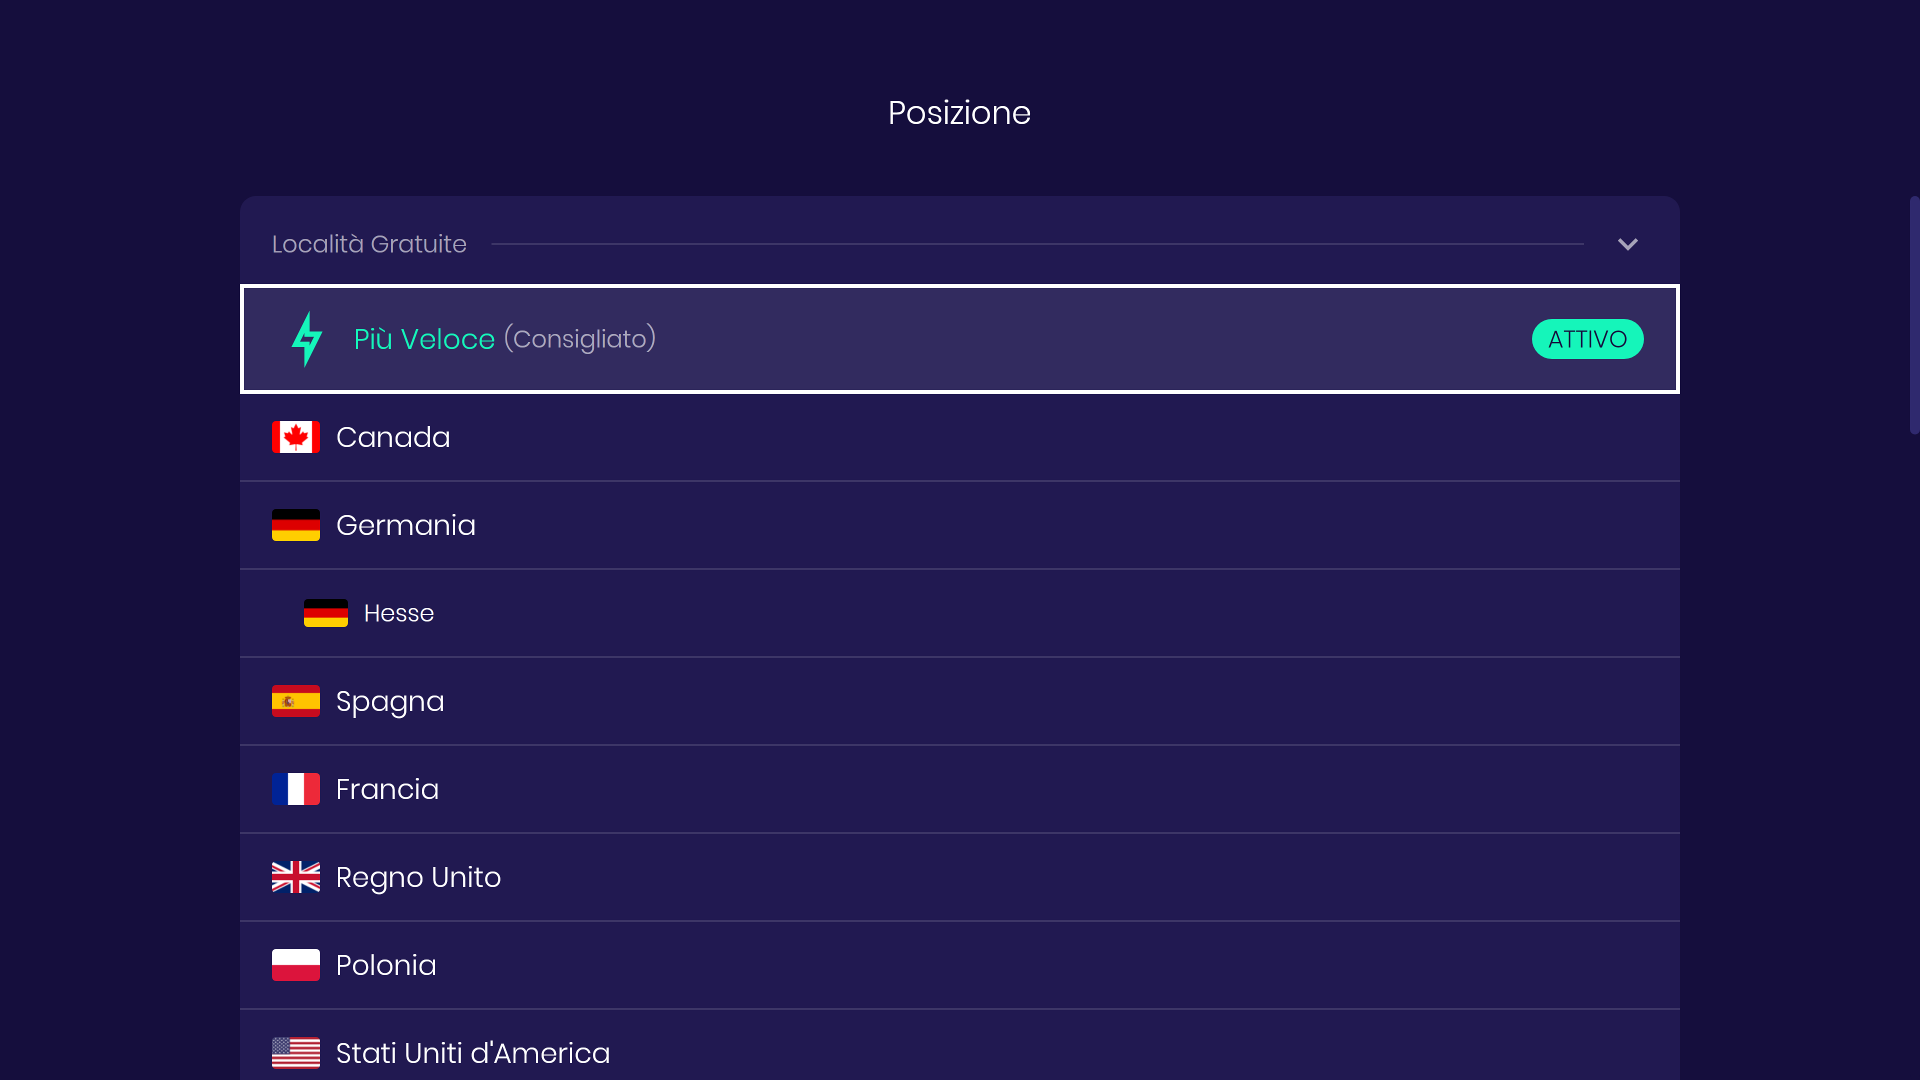 Posizione
Località Gratuite
Più Veloce (Consigliato)
ATTIVO
Canada
Germania
Hesse
Spagna
Francia
Regno Unito
Polonia
Stati Uniti d'America